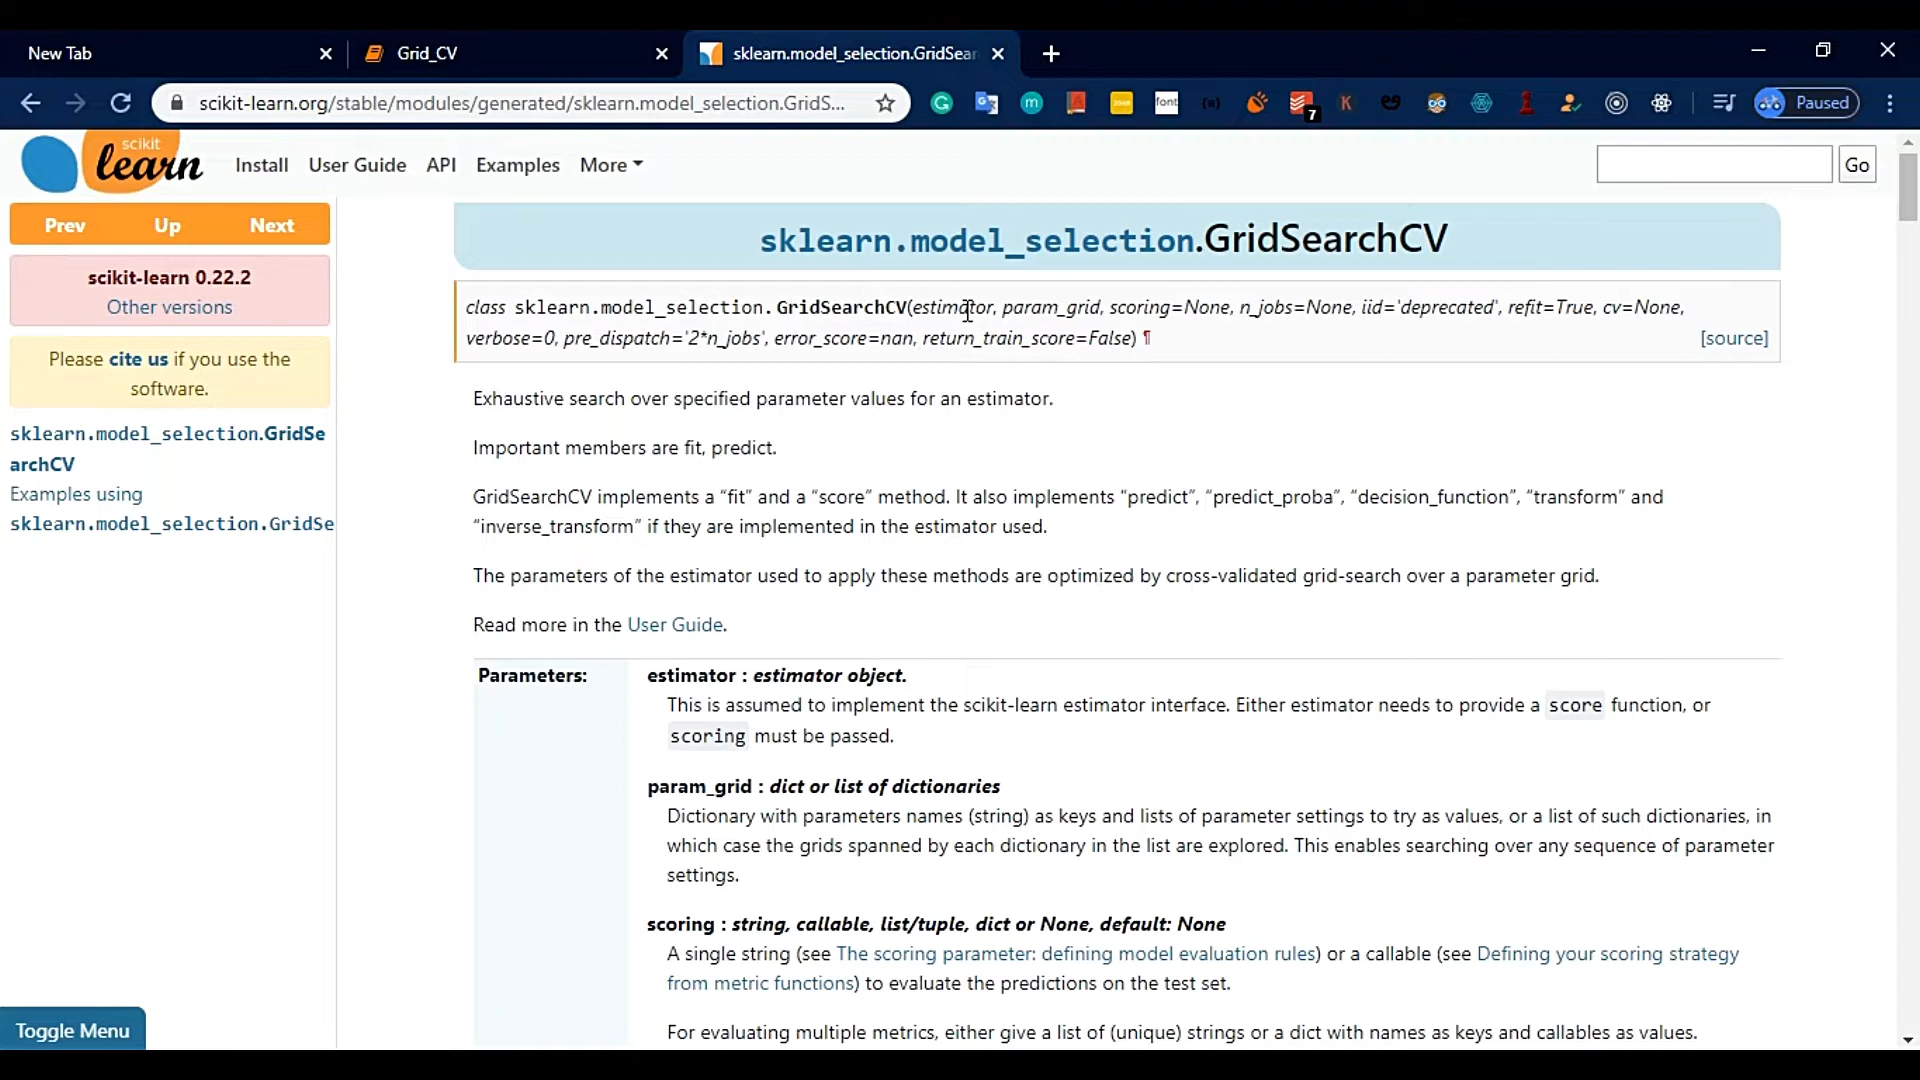 New Tab
Grid_CV
sklearn.model_selection.GridSear
scikit-learn.org/stable/modules/generated/sklearn.model_selection.GridS...
font
7
K
Paused
scikit
learn
Install
User Guide
API
Examples
More
Go
Prev
Up
Next
scikit-learn 0.22.2
Other versions
Please cite us if you use the
software.
sklearn.model_selection.GridSe
archCV
Examples using
sklearn.model_selection.GridSe
sklearn.model_selection.GridSearchCV
class sklearn.model_selection.GridSearchCV(estimator, param_grid, scoring=None, n_jobs=None, iid='deprecated', refit=True, cv=None,
verbose=0, pre_dispatch='2*n_jobs', error_score=nan, return_train_score=False) ¶
[source]
Exhaustive search over specified parameter values for an estimator.
Important members are fit, predict.
GridSearchCV implements a “fit” and a “score” method. It also implements “predict”, “predict_proba”, “decision_function”, “transform” and
“inverse_transform” if they are implemented in the estimator used.
The parameters of the estimator used to apply these methods are optimized by cross-validated grid-search over a parameter grid.
Read more in the User Guide.
Parameters:
estimator : estimator object.
This is assumed to implement the scikit-learn estimator interface. Either estimator needs to provide a score function, or
scoring must be passed.
param_grid : dict or list of dictionaries
Dictionary with parameters names (string) as keys and lists of parameter settings to try as values, or a list of such dictionaries, in
which case the grids spanned by each dictionary in the list are explored. This enables searching over any sequence of parameter
settings.
scoring : string, callable, list/tuple, dict or None, default: None
A single string (see The scoring parameter: defining model evaluation rules) or a callable (see Defining your scoring strategy
from metric functions) to evaluate the predictions on the test set.
For evaluating multiple metrics, either give a list of (unique) strings or a dict with names as keys and callables as values.
Toggle Menu